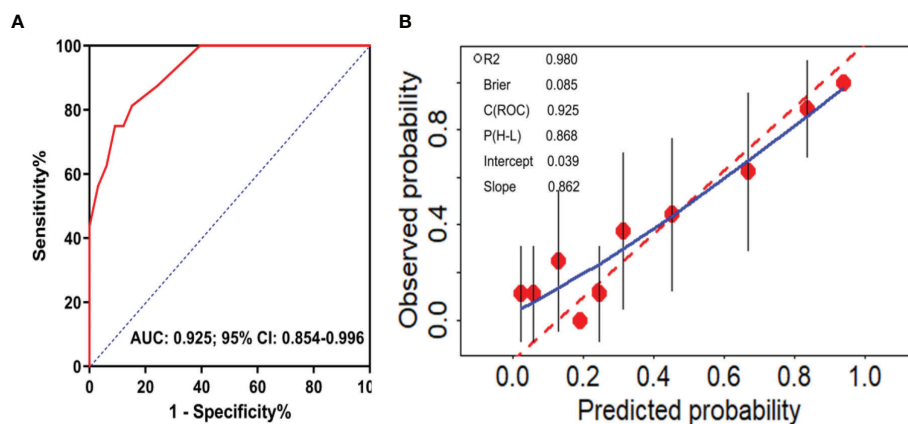 A
100
80
60
40
20
0
Sensitivity%
AUC: 0.925; 95% CI: 0.854-0.996
0 20 40 60 80 10
1 - Specificity%
B
R2 0.980
Brier 0.085
C(ROC) 0.925
P(H-L) 0.868
Intercept 0.039
Slope 0.862
Observed probability
0.0 0.4 0.8
0.0 0.2 0.4 0.6 0.8 1.0
Predicted probability